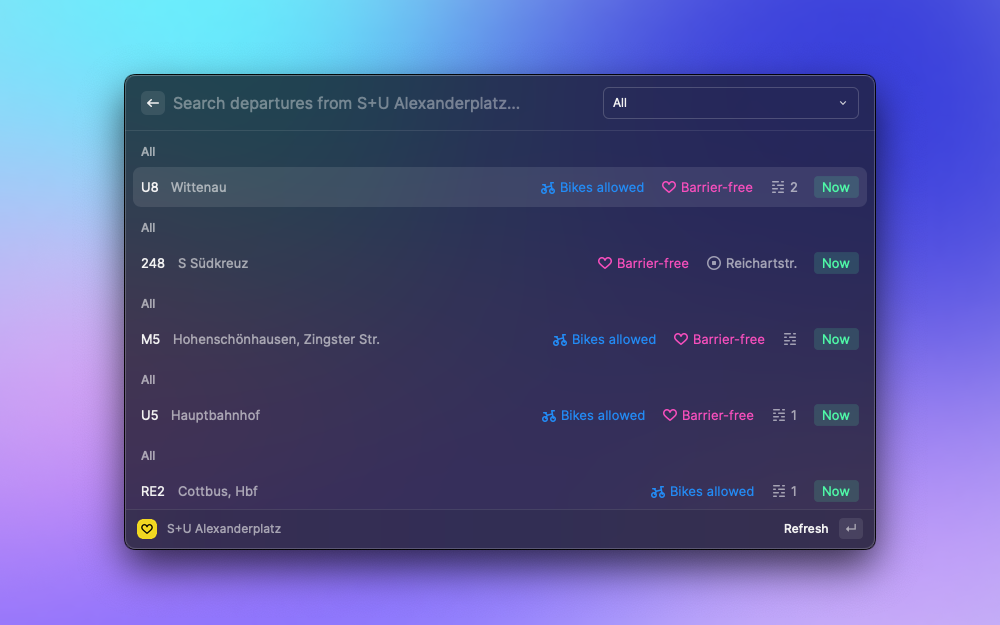 Search departures from S+U Alexanderplatz...
All
All
U8 Wittenau Bikes allowed Barrier-free 2 Now
All
248 S Südkreuz Barrier-free Reichartstr. Now
All
M5 Hohenschönhausen, Zingster Str. Bikes allowed Barrier-free Now
All
U5 Hauptbahnhof Bikes allowed Barrier-free 1 Now
All
RE2 Cottbus, Hbf Bikes allowed 1 Now
S+U Alexanderplatz Refresh